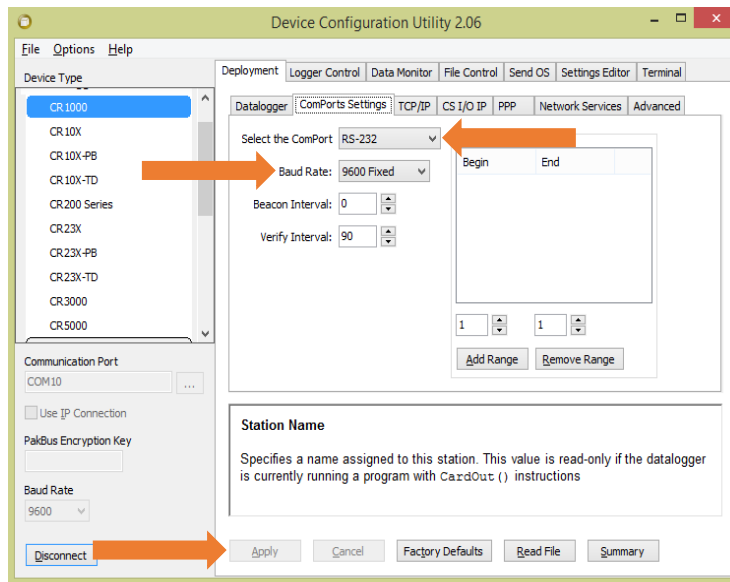 Device Configuration Utility 2.06
File Options Help
Device Type
CR1000
CR10X
CR10X-PB
CR10X-TD
CR200 Series
CR23X
CR23X-PB
CR23X-TD
CR3000
CR5000
Communication Port
COM10
...
Use IP Connection
PakBus Encryption Key
Baud Rate
9600
Disconnect
Deployment Logger Control Data Monitor File Control Send OS Settings Editor Terminal
Datalogger ComPorts Settings TCP/IP CS I/O IP PPP Network Services Advanced
Select the ComPort RS-232
Baud Rate: 9600 Fixed
Beacon Interval: 0
Verify Interval: 90
Begin End
1 1
Add Range Remove Range
Station Name
Specifies a name assigned to this station. This value is read-only if the datalogger
is currently running a program with CardOut() instructions
Apply Cancel Factory Defaults Read File Summary